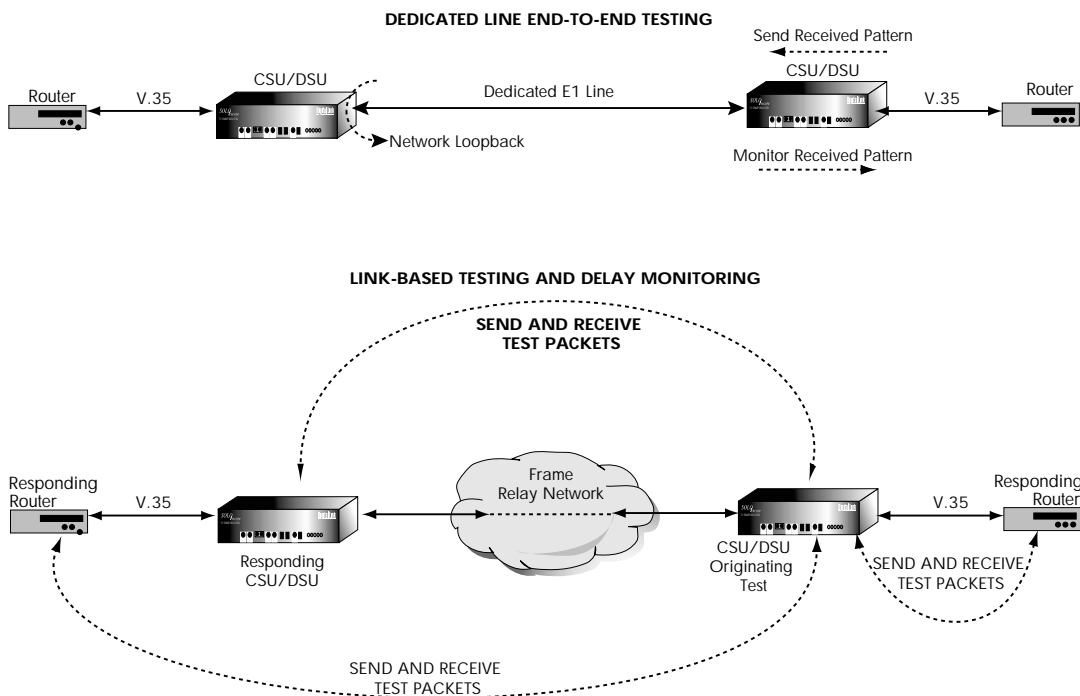 DEDICATED LINE END-TO-END TESTING
Send Received Pattern
CSU/DSU
CSU/DSU
Router
V.35
Dedicated E1 Line
V.35
Router
Network Loopback
Monitor Received Pattern
LINK-BASED TESTING AND DELAY MONITORING
SEND AND RECEIVE
TEST PACKETS
Responding
Router
V.35
Frame
Relay Network
V.35
Responding
Router
Responding
CSU/DSU
CSU/DSU
Originating
Test
SEND AND RECEIVE
TEST PACKETS
SEND AND RECEIVE
TEST PACKETS